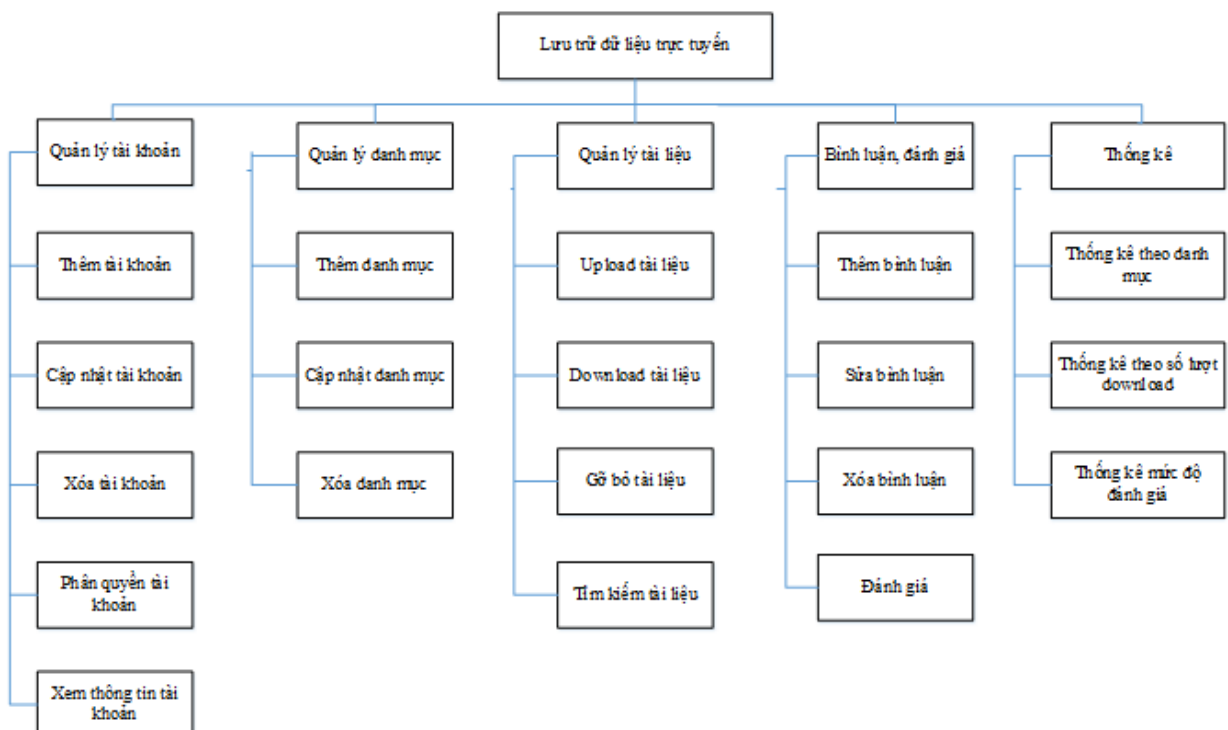 Lưu trữ dữ liệu trực tuyến
Quản lý tài khoản
Thêm tài khoản
Cập nhật tài khoản
Xóa tài khoản
Phân quyền tài
khoản
Xem thông tin tài
khoản
Quản lý danh mục
Thêm danh mục
Cập nhật danh mục
Xóa danh mục
Quản lý tài liệu
Upload tài liệu
Download tài liệu
Gỡ bỏ tài liệu
Tìm kiếm tài liệu
Bình luận, đánh giá
Thêm bình luận
Sửa bình luận
Xóa bình luận
Đánh giá
Thống kê
Thống kê theo danh
mục
Thống kê theo số lượt
download
Thống kê mức độ
đánh giá